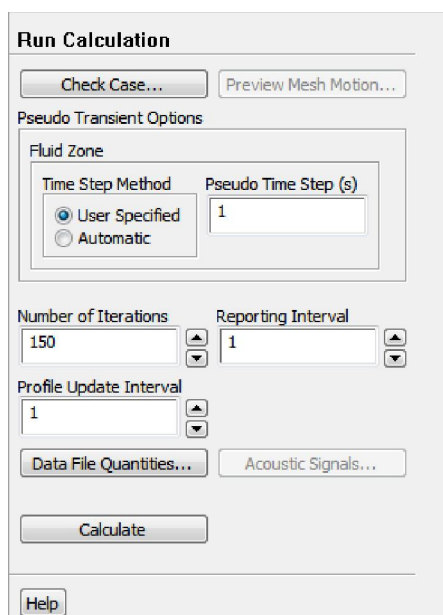 Run Calculation
Check Case... Preview Mesh Motion...
Pseudo Transient Options
Fluid Zone
Time Step Method Pseudo Time Step (s)
User Specified 1
Automatic
Number of Iterations Reporting Interval
150 1
Profile Update Interval
1
Data File Quantities... Acoustic Signals...
Calculate
Help